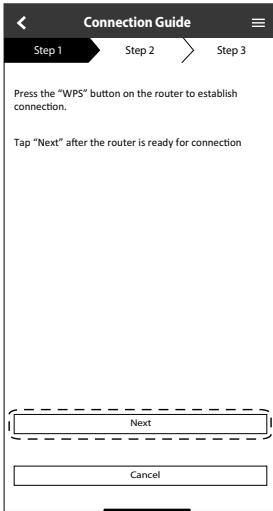 Connection Guide
Step 1
Step 2
Step 3
Press the “WPS” button on the router to establish
connection.
Tap “Next” after the router is ready for connection
Next
Cancel